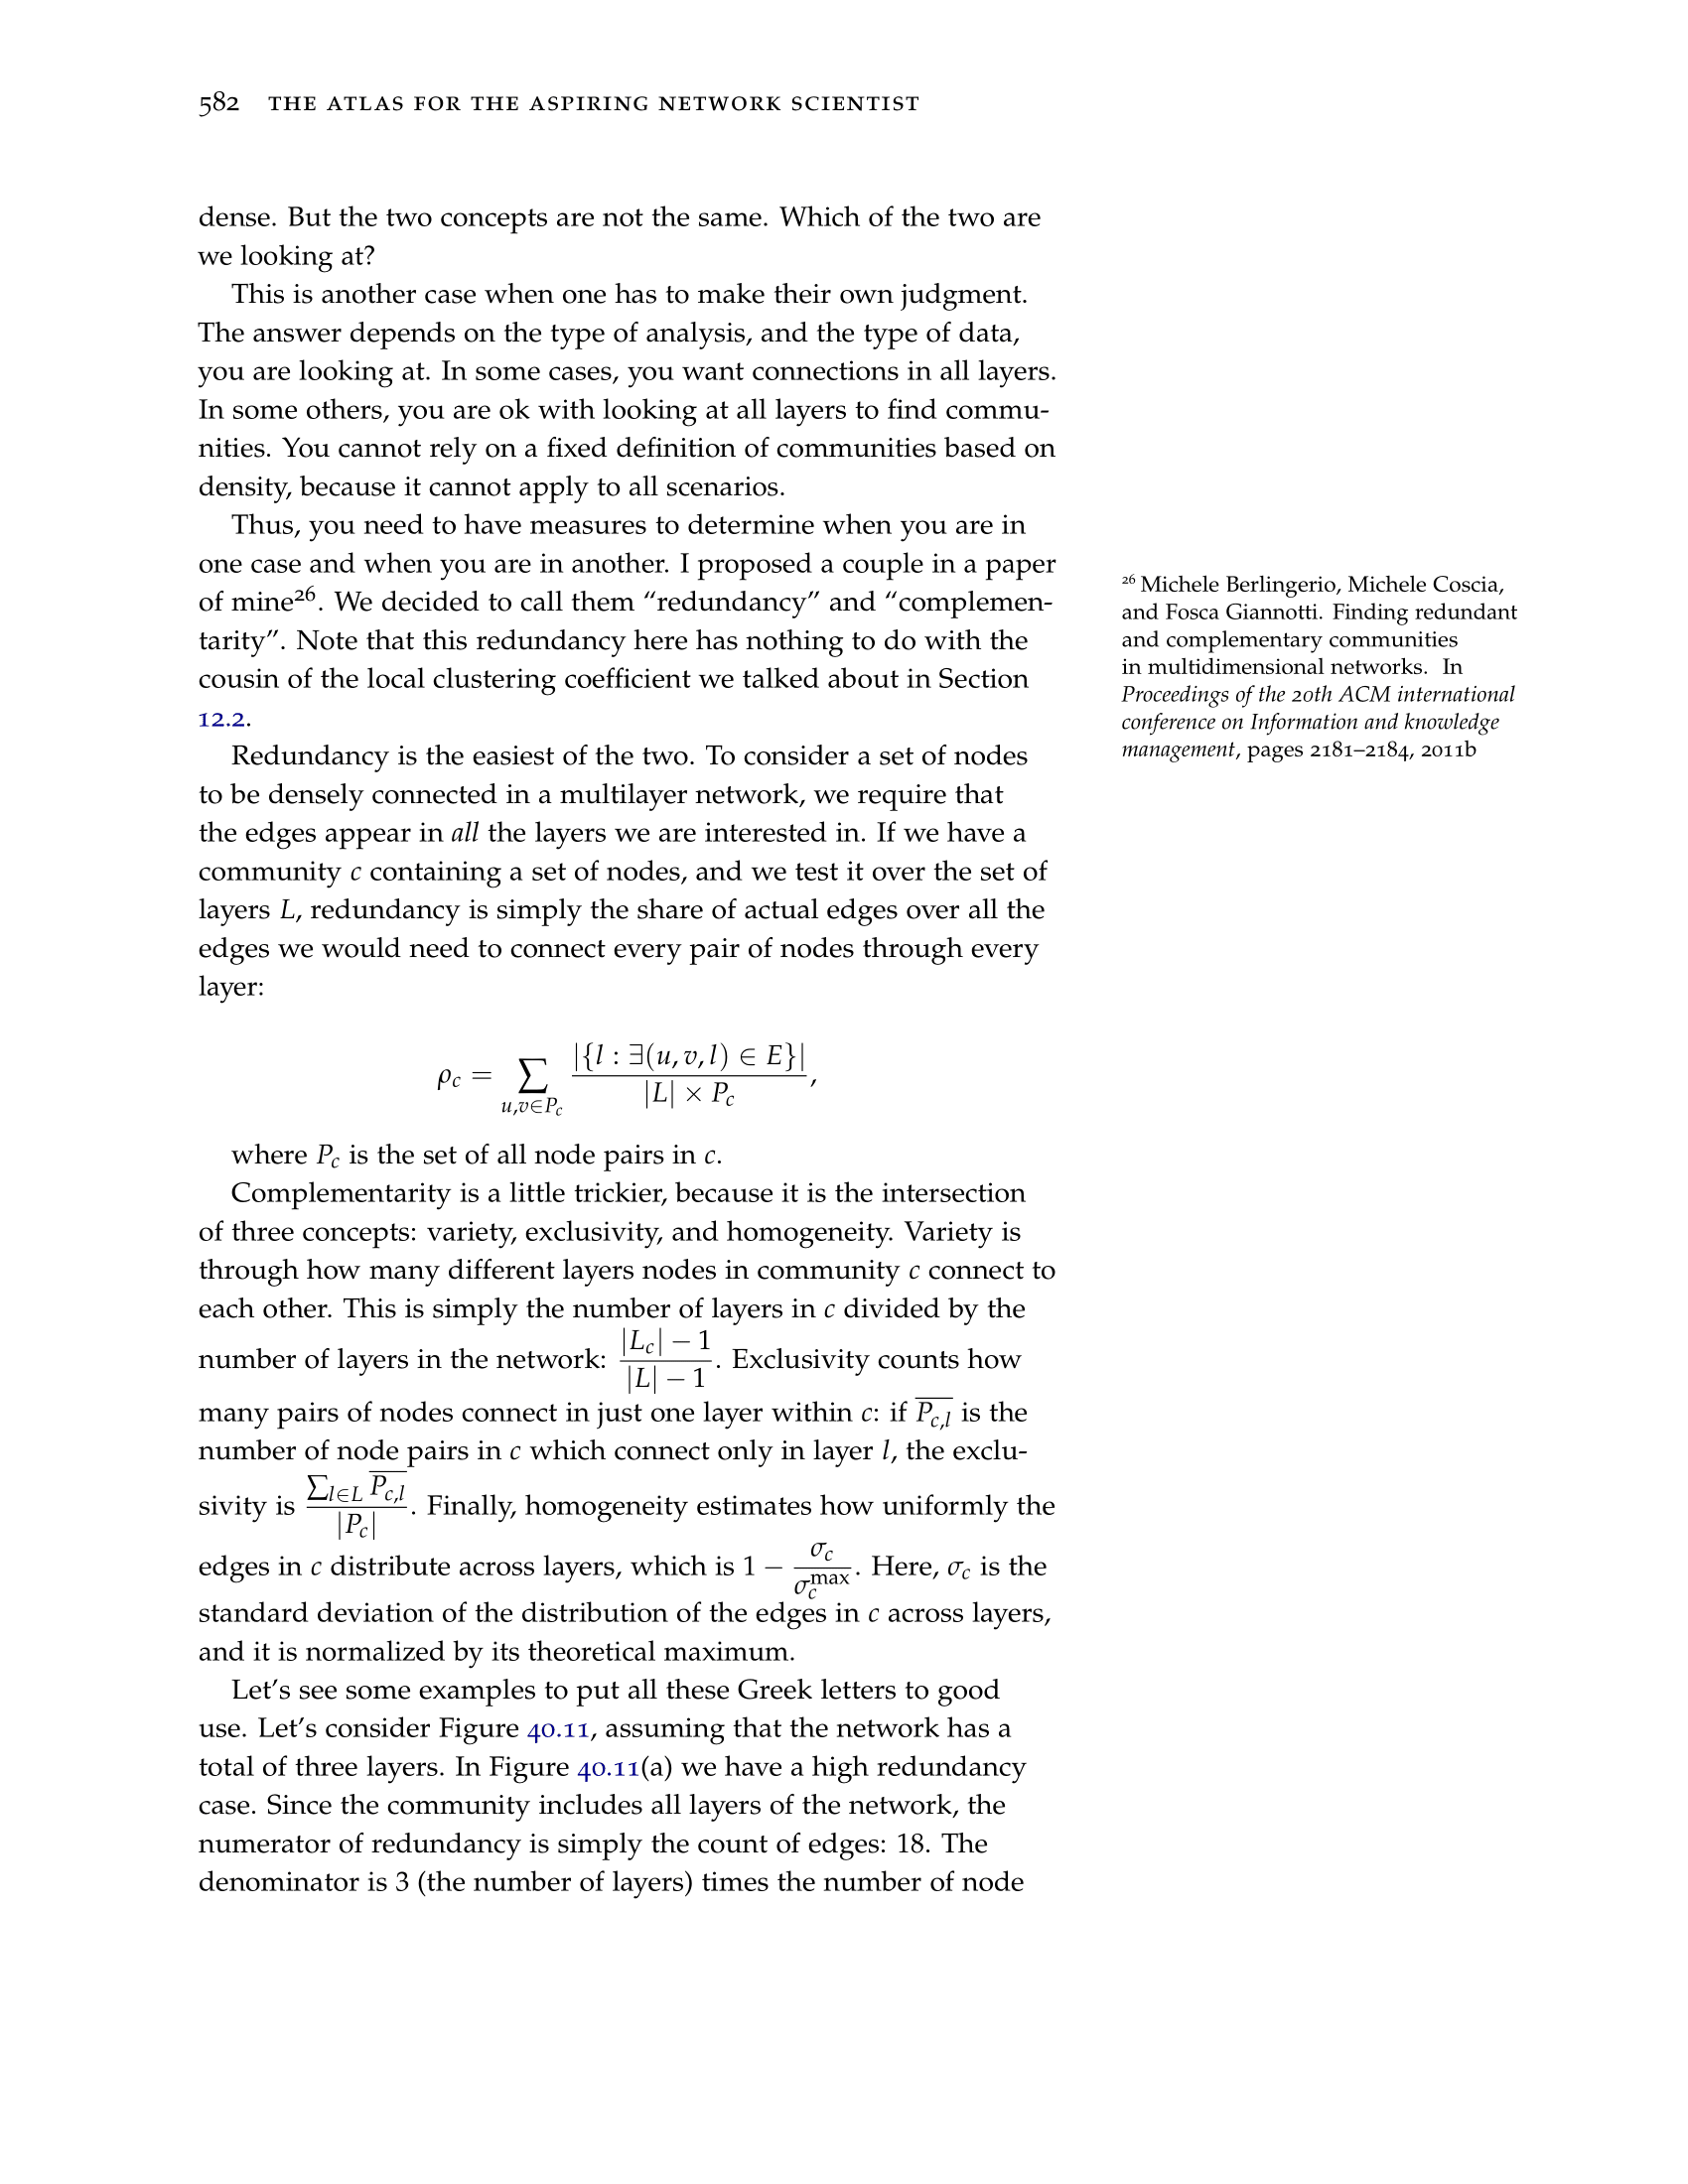 582 THE ATLAS FOR THE ASPIRING NETWORK SCIENTIST
dense. But the two concepts are not the same. Which of the two are
we looking at?
This is another case when one has to make their own judgment.
The answer depends on the type of analysis, and the type of data,
you are looking at. In some cases, you want connections in all layers.
In some others, you are ok with looking at all layers to find commu-
nities. You cannot rely on a fixed definition of communities based on
density, because it cannot apply to all scenarios.
Thus, you need to have measures to determine when you are in
one case and when you are in another. I proposed a couple in a paper
of mine²⁶. We decided to call them “redundancy” and “complemen-
tarity”. Note that this redundancy here has nothing to do with the
cousin of the local clustering coefficient we talked about in Section
12.2.
Redundancy is the easiest of the two. To consider a set of nodes
to be densely connected in a multilayer network, we require that
the edges appear in all the layers we are interested in. If we have a
community c containing a set of nodes, and we test it over the set of
layers L, redundancy is simply the share of actual edges over all the
edges we would need to connect every pair of nodes through every
layer:
$\rho_c = \sum_{u,v \in P_c} \frac{|\{l : \exists (u, v, l) \in E\}|}{|L| \times P_c},$
where $P_c$ is the set of all node pairs in c.
Complementarity is a little trickier, because it is the intersection
of three concepts: variety, exclusivity, and homogeneity. Variety is
through how many different layers nodes in community c connect to
each other. This is simply the number of layers in c divided by the
number of layers in the network: $\frac{|L_c| - 1}{|L| - 1}$. Exclusivity counts how
many pairs of nodes connect in just one layer within c: if $\overline{P_{c,l}}$ is the
number of node pairs in c which connect only in layer l, the exclu-
sivity is $\frac{\sum_{l \in L} \overline{P_{c,l}}}{|P_c|}$. Finally, homogeneity estimates how uniformly the
edges in c distribute across layers, which is $1 - \frac{\sigma_c}{\sigma_c^{\max}}$. Here, $\sigma_c$ is the
standard deviation of the distribution of the edges in c across layers,
and it is normalized by its theoretical maximum.
Let’s see some examples to put all these Greek letters to good
use. Let’s consider Figure 40.11, assuming that the network has a
total of three layers. In Figure 40.11(a) we have a high redundancy
case. Since the community includes all layers of the network, the
numerator of redundancy is simply the count of edges: 18. The
denominator is 3 (the number of layers) times the number of node
²⁶ Michele Berlingerio, Michele Coscia,
and Fosca Giannotti. Finding redundant
and complementary communities
in multidimensional networks. In
Proceedings of the 20th ACM international
conference on Information and knowledge
management, pages 2181–2184, 2011b